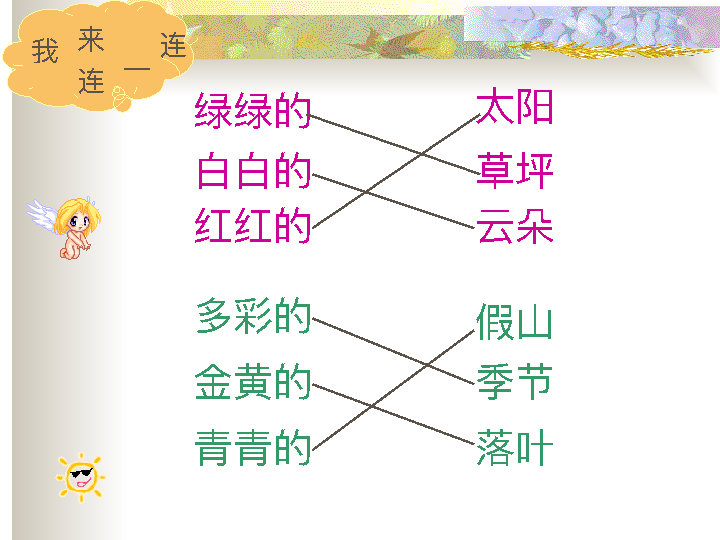 我来连一连
绿绿的 太阳
白白的 草坪
红红的 云朵
多彩的 假山
金黄的 季节
青青的 落叶